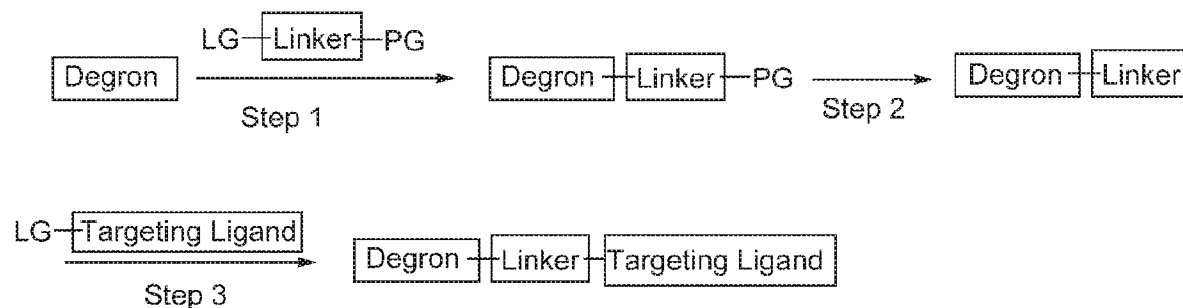 LG Linker PG
Degron Degron Linker PG Degron Linker
Step 1 Step 2
LG Targeting Ligand
Degron Linker Targeting Ligand
Step 3